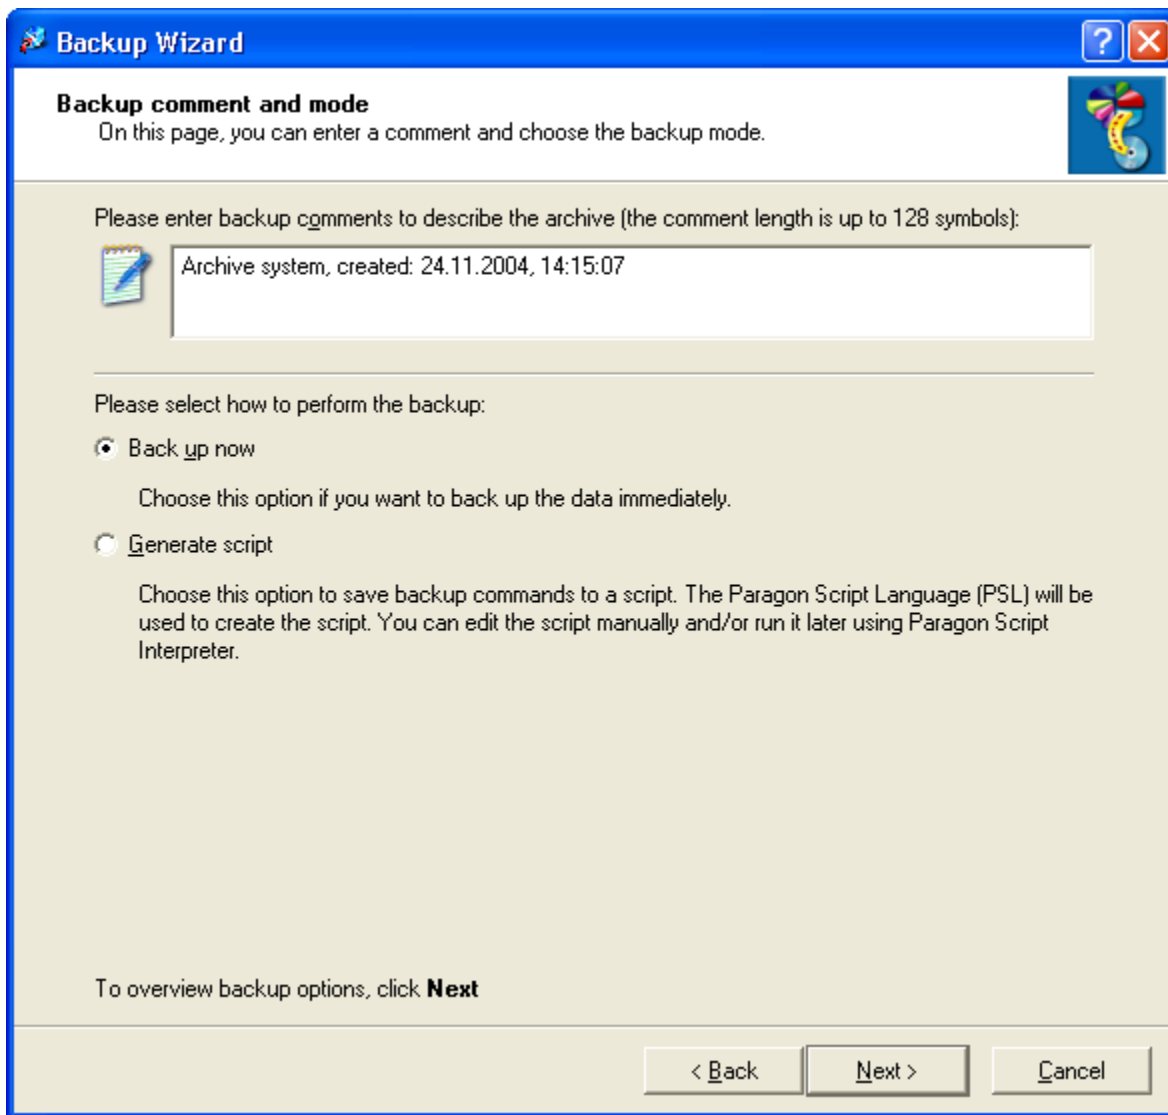 Backup Wizard
Backup comment and mode
On this page, you can enter a comment and choose the backup mode.
Please enter backup comments to describe the archive (the comment length is up to 128 symbols):
Archive system, created: 24.11.2004, 14:15:07
Please select how to perform the backup:
Back up now
Choose this option if you want to back up the data immediately.
Generate script
Choose this option to save backup commands to a script. The Paragon Script Language (PSL) will be
used to create the script. You can edit the script manually and/or run it later using Paragon Script
Interpreter.
To overview backup options, click Next
< Back Next > Cancel